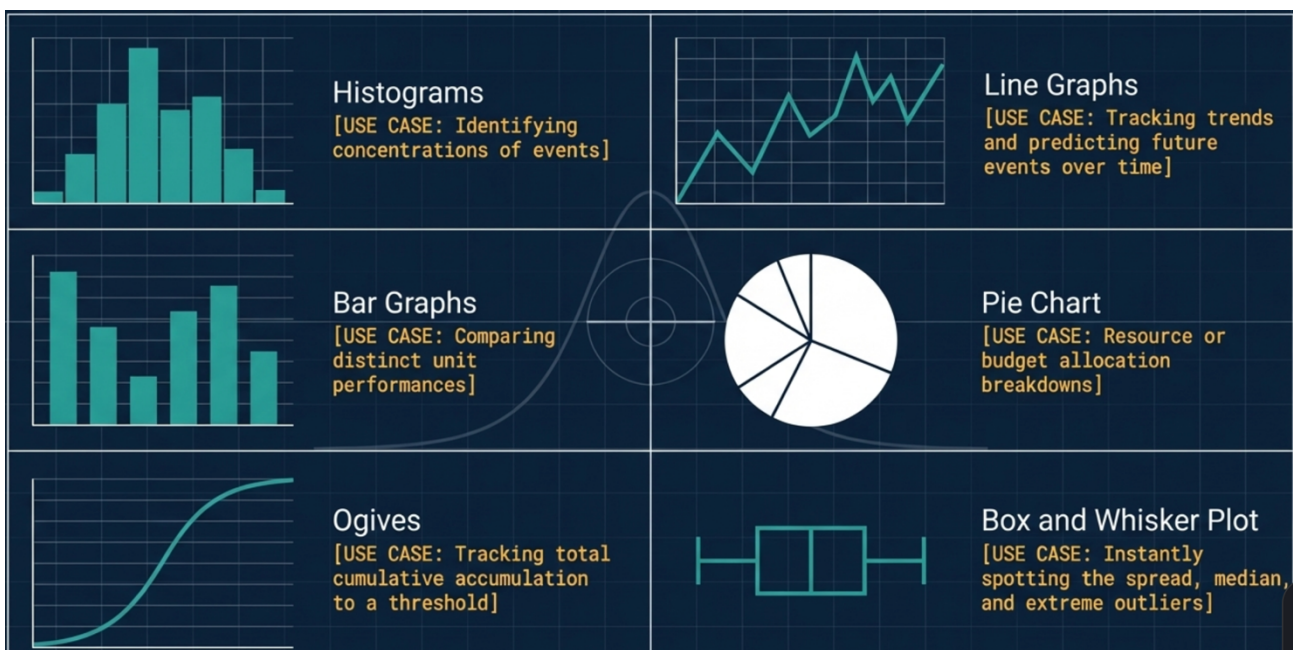 Histograms
[USE CASE: Identifying
concentrations of events]
Line Graphs
[USE CASE: Tracking trends
and predicting future
events over time]
Bar Graphs
[USE CASE: Comparing
distinct unit
performances]
Pie Chart
[USE CASE: Resource or
budget allocation
breakdowns]
Ogives
[USE CASE: Tracking total
cumulative accumulation
to a threshold]
Box and Whisker Plot
[USE CASE: Instantly
spotting the spread, median,
and extreme outliers]